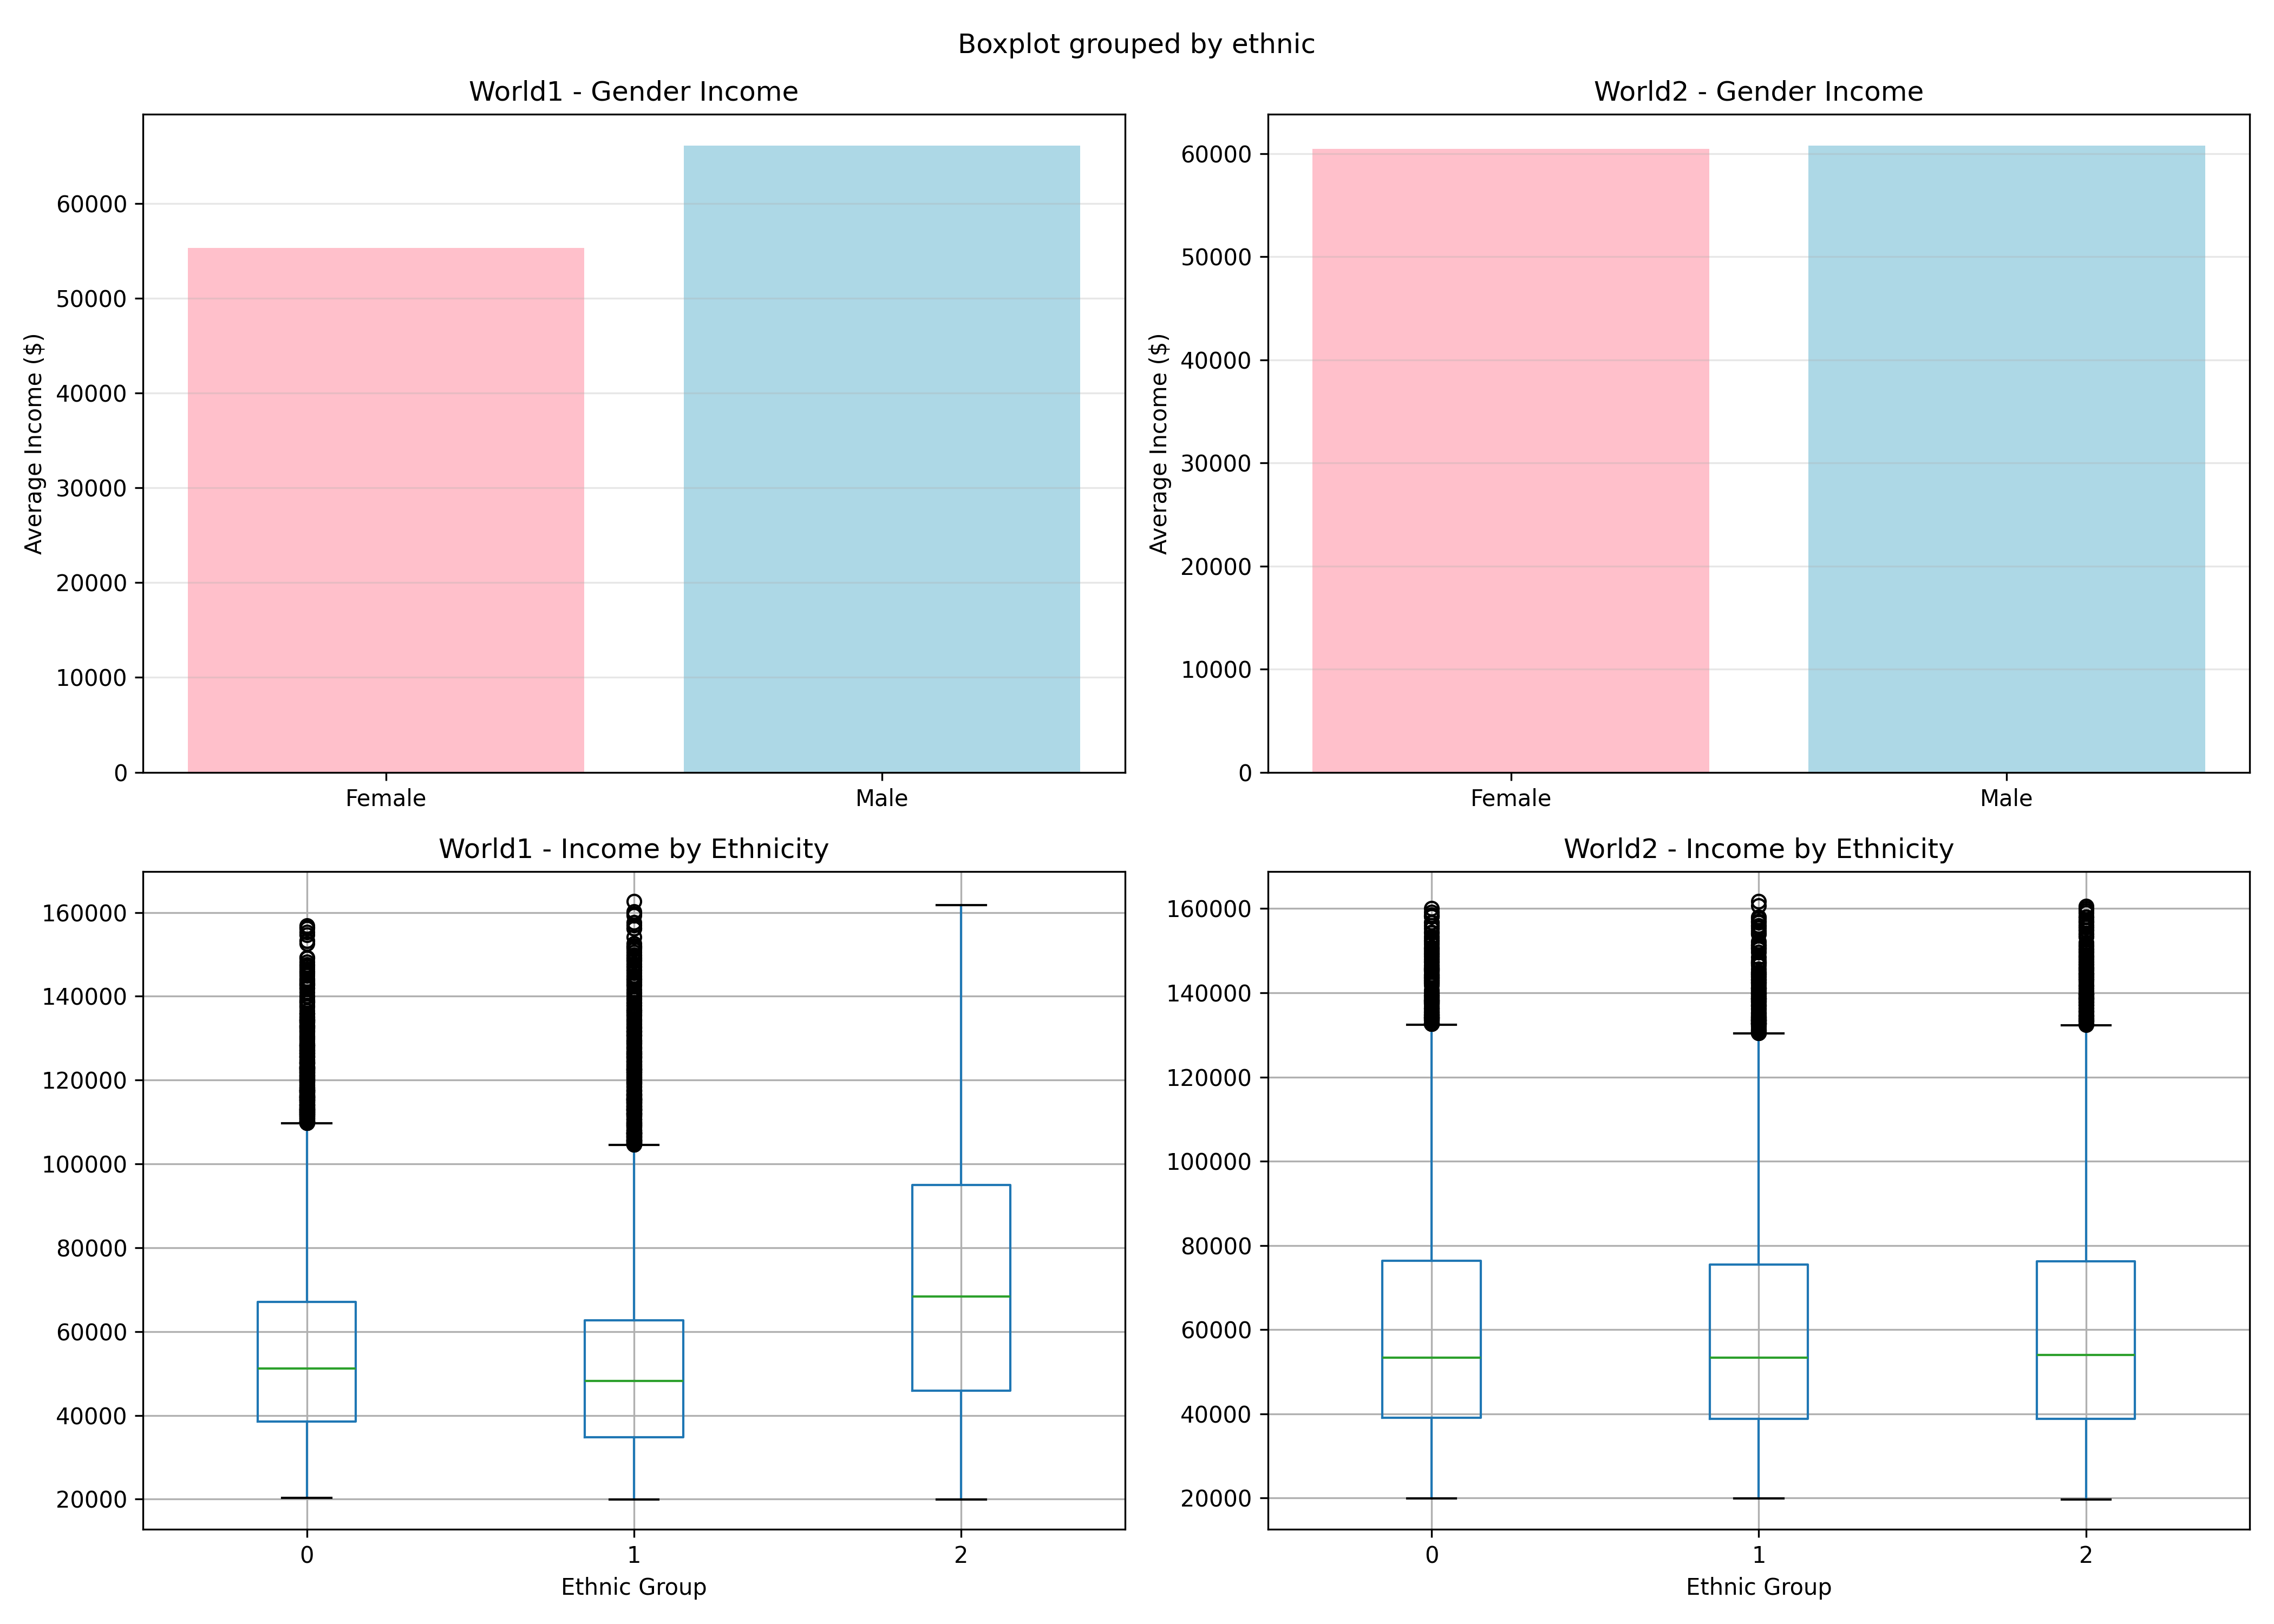 Boxplot grouped by ethnic
World1 - Gender Income
World2 - Gender Income
Average Income ($)
60000
50000
40000
30000
20000
10000
0
Female Male
Average Income ($)
60000
50000
40000
30000
20000
10000
0
Female Male
World1 - Income by Ethnicity
World2 - Income by Ethnicity
160000
140000
120000
100000
80000
60000
40000
20000
0 1 2
Ethnic Group
160000
140000
120000
100000
80000
60000
40000
20000
0 1 2
Ethnic Group